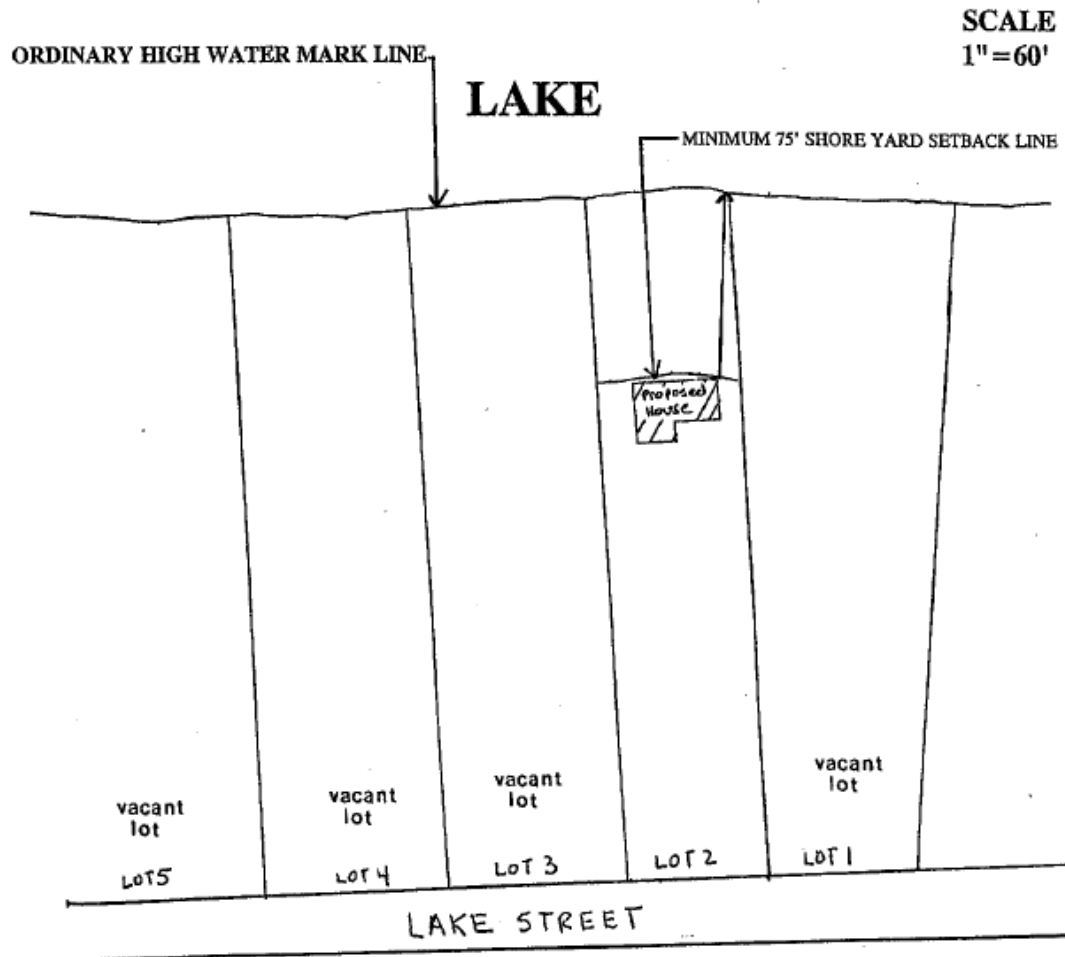 SCALE
1"=60'
ORDINARY HIGH WATER MARK LINE
LAKE
MINIMUM 75' SHORE YARD SETBACK LINE
Proposed
House
vacant
lot
vacant
lot
vacant
lot
vacant
lot
LOT5
LOT 4
LOT 3
LOT 2
LOT 1
LAKE STREET